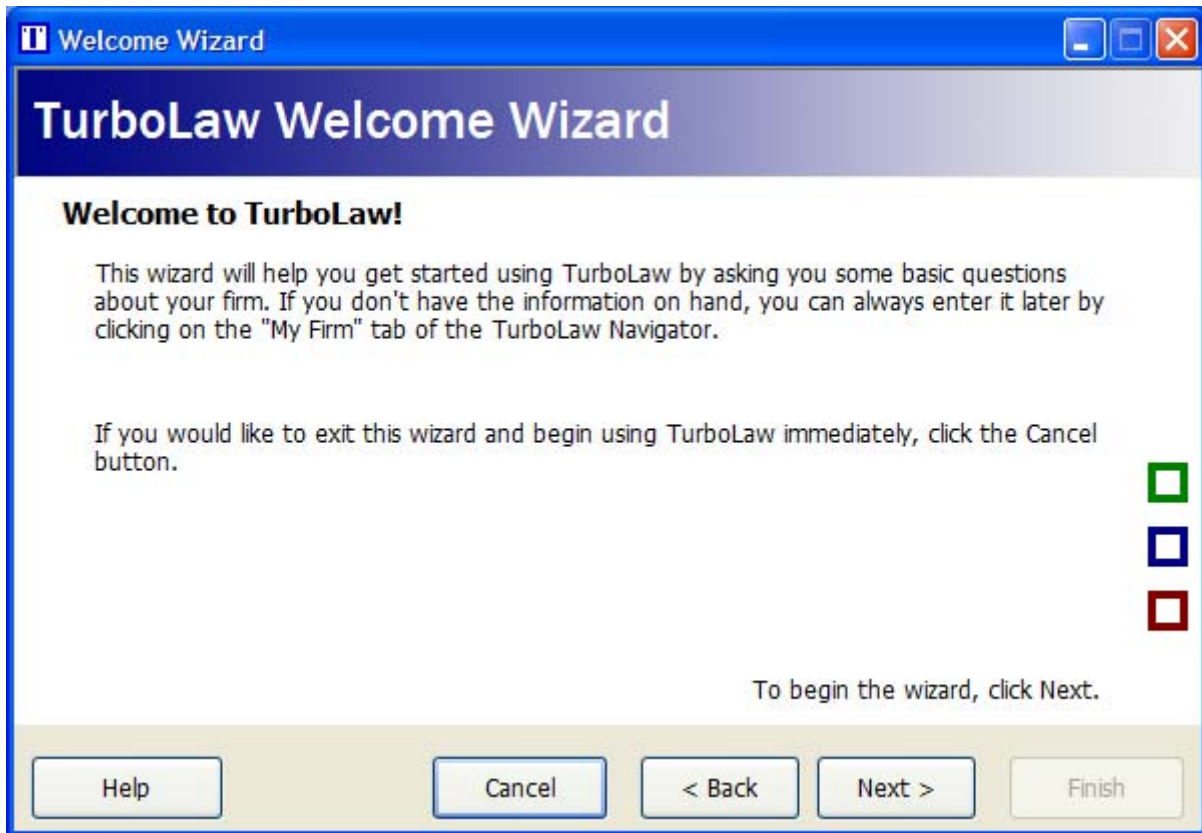 Welcome Wizard
TurboLaw Welcome Wizard
Welcome to TurboLaw!
This wizard will help you get started using TurboLaw by asking you some basic questions
about your firm. If you don't have the information on hand, you can always enter it later by
clicking on the "My Firm" tab of the TurboLaw Navigator.
If you would like to exit this wizard and begin using TurboLaw immediately, click the Cancel
button.
To begin the wizard, click Next.
Help Cancel < Back Next > Finish